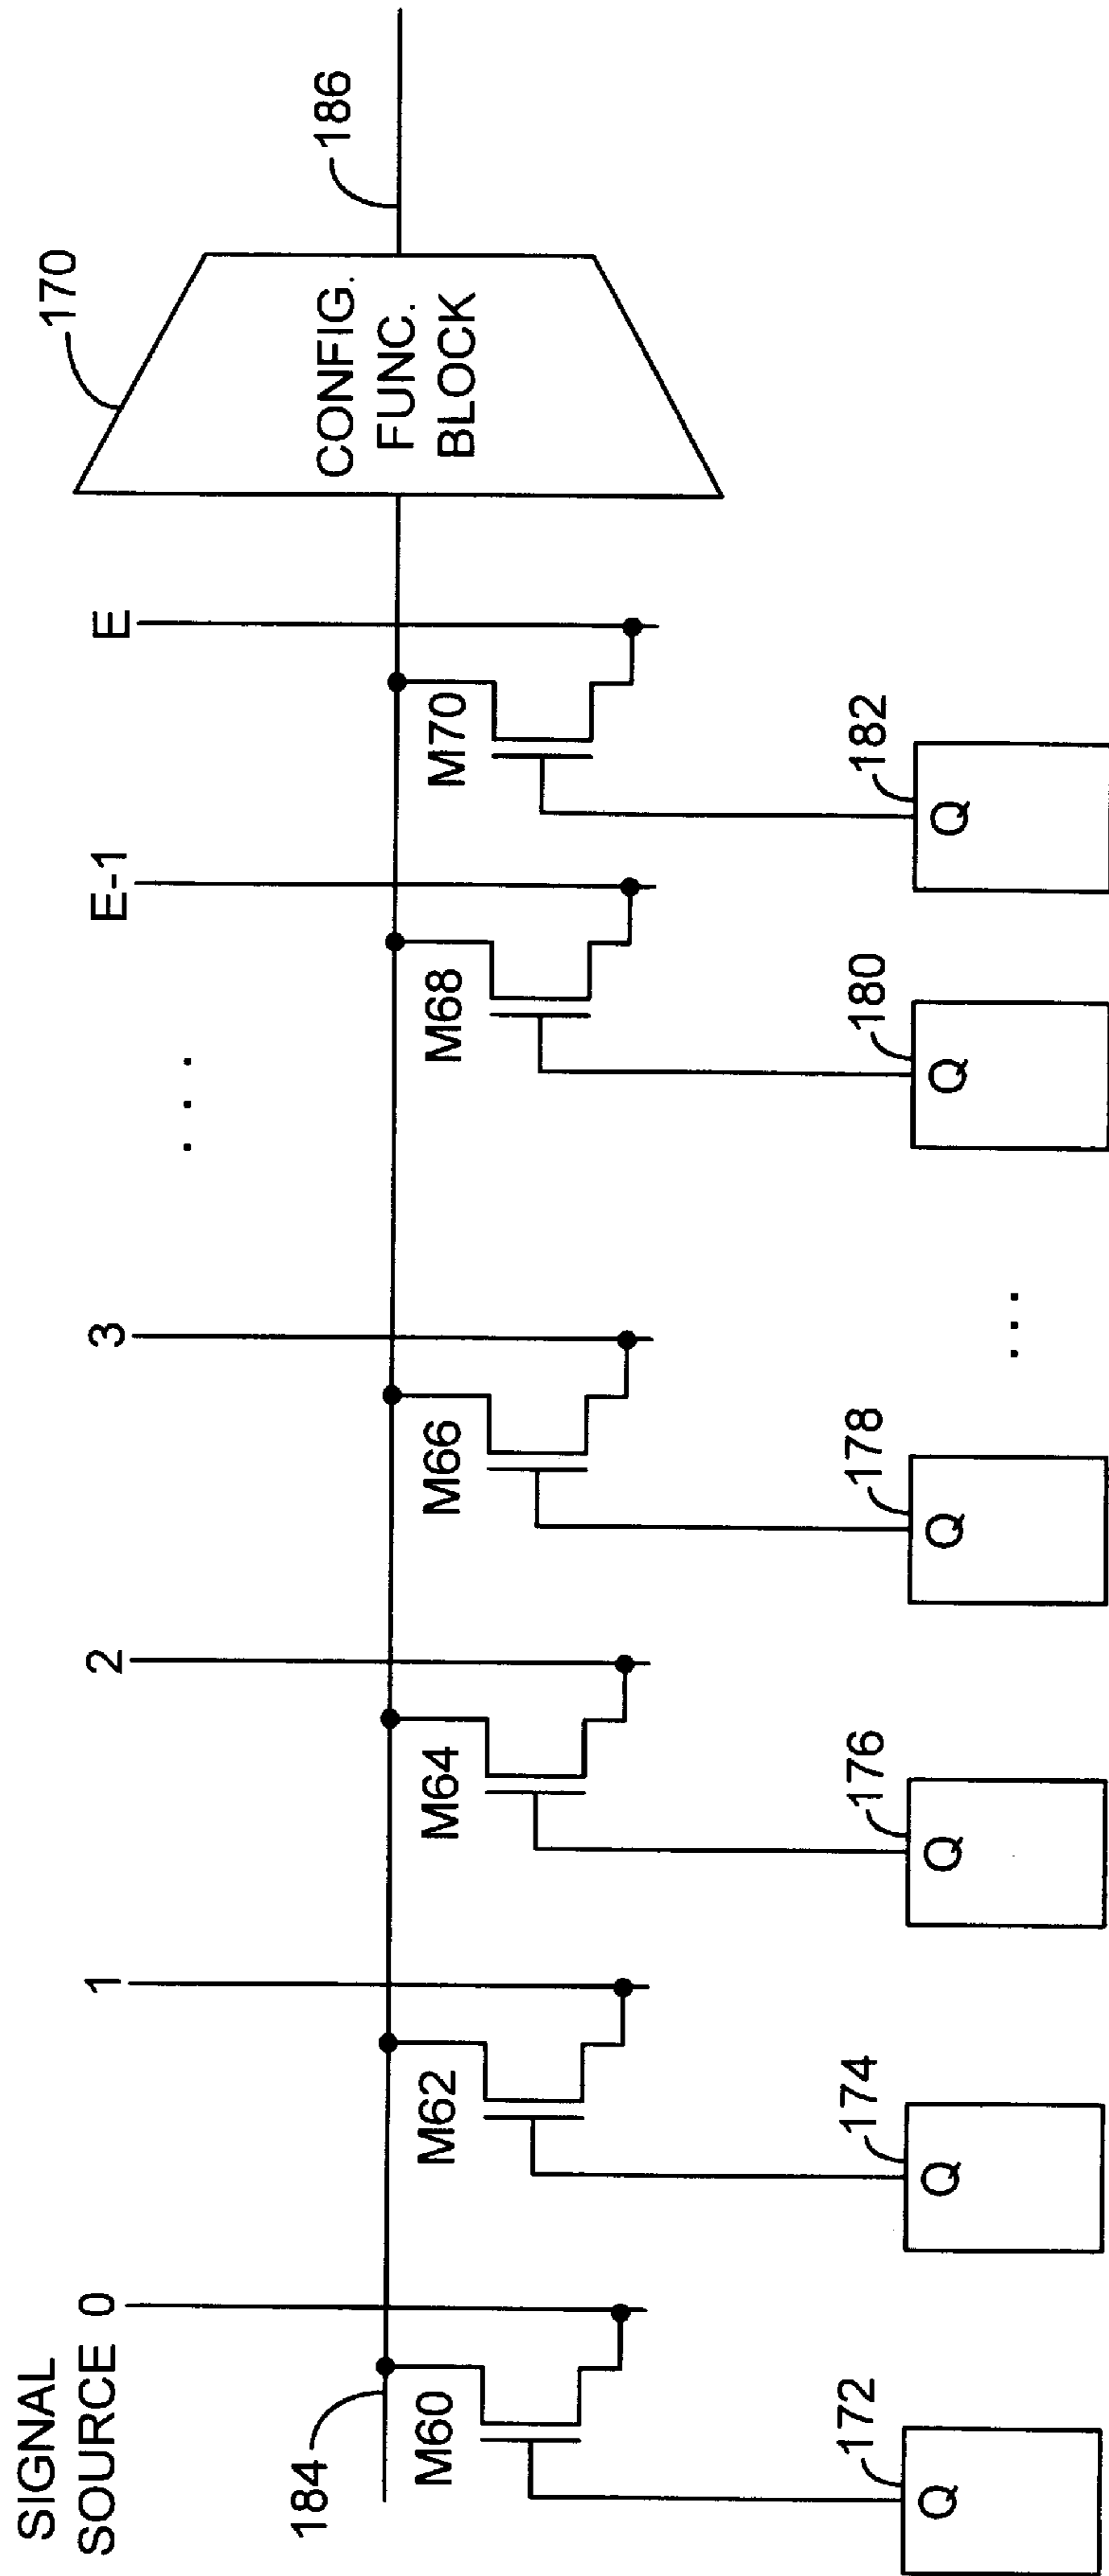 SIGNAL
SOURCE 0
1
2
3
. . .
E-1
E
170
184
M60
M62
M64
M66
M68
M70
CONFIG.
FUNC.
BLOCK
186
172
174
176
178
...
180
182
Q
Q
Q
Q
Q
Q